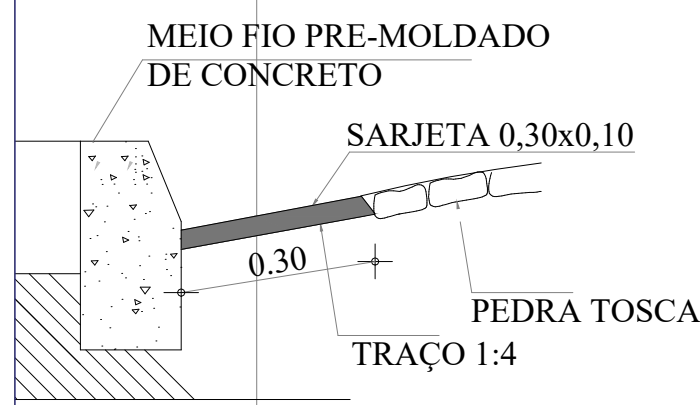 MEIO FIO PRE-MOLDADO
DE CONCRETO
SARJETA 0,30x0,10
0.30
PEDRA TOSCA
TRAÇO 1:4